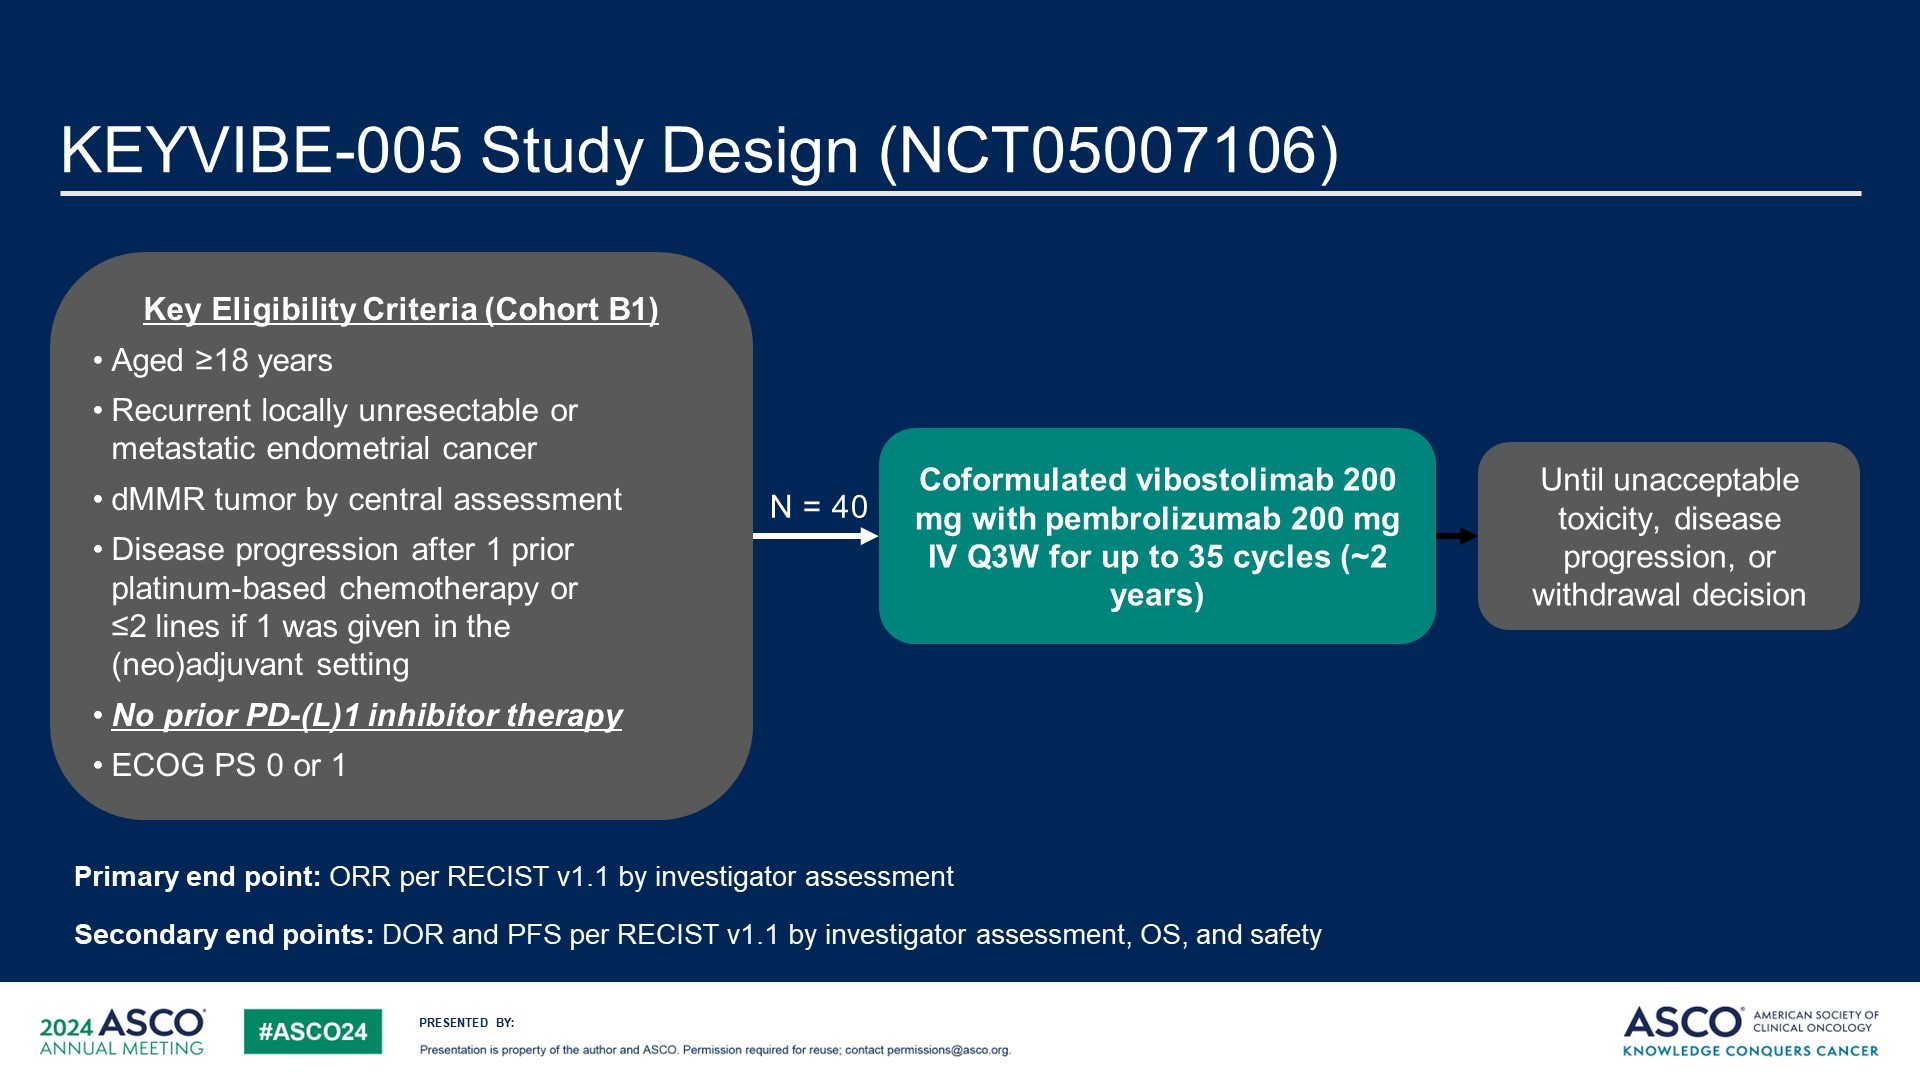 KEYVIBE-005 Study Design (NCT05007106)
Key Eligibility Criteria (Cohort B1)
• Aged ≥18 years
• Recurrent locally unresectable or
metastatic endometrial cancer
• dMMR tumor by central assessment
• Disease progression after 1 prior
platinum-based chemotherapy or
≤2 lines if 1 was given in the
(neo)adjuvant setting
• No prior PD-(L)1 inhibitor therapy
• ECOG PS 0 or 1
N = 40
Coformulated vibostolimab 200
mg with pembrolizumab 200 mg
IV Q3W for up to 35 cycles (~2
years)
Until unacceptable
toxicity, disease
progression, or
withdrawal decision
Primary end point: ORR per RECIST v1.1 by investigator assessment
Secondary end points: DOR and PFS per RECIST v1.1 by investigator assessment, OS, and safety
2024 ASCO®
ANNUAL MEETING
#ASCO24
PRESENTED BY:
Presentation is property of the author and ASCO. Permission required for reuse; contact permissions@asco.org.
ASCO® AMERICAN SOCIETY OF
CLINICAL ONCOLOGY
KNOWLEDGE CONQUERS CANCER